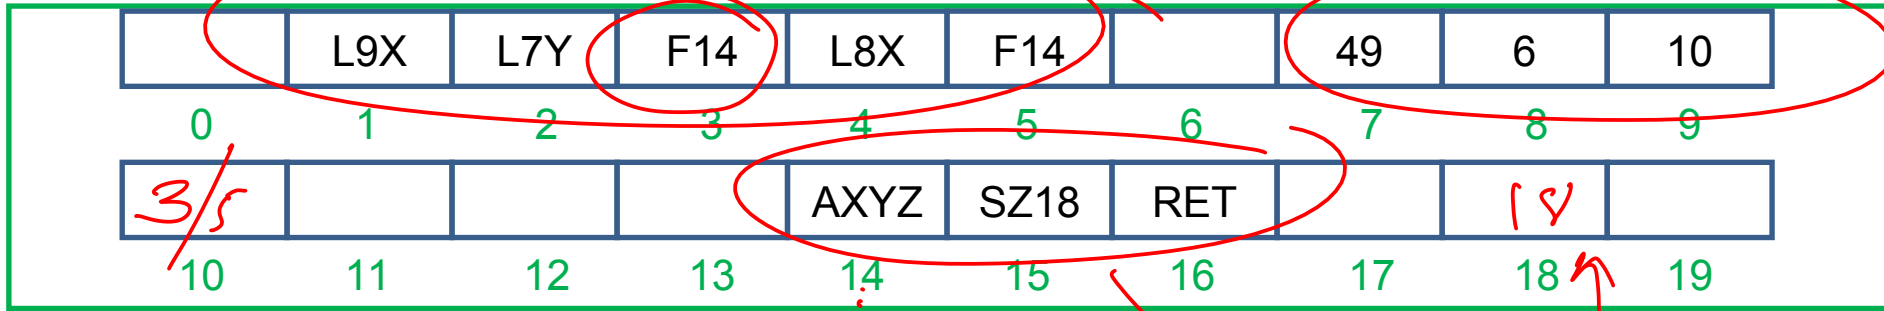 L9X L7Y F14 L8X F14 49 6 10
0 1 2 3 4 5 6 7 8 9
3/5 AXYZ SZ18 RET 18
10 11 12 13 14 15 16 17 18 19